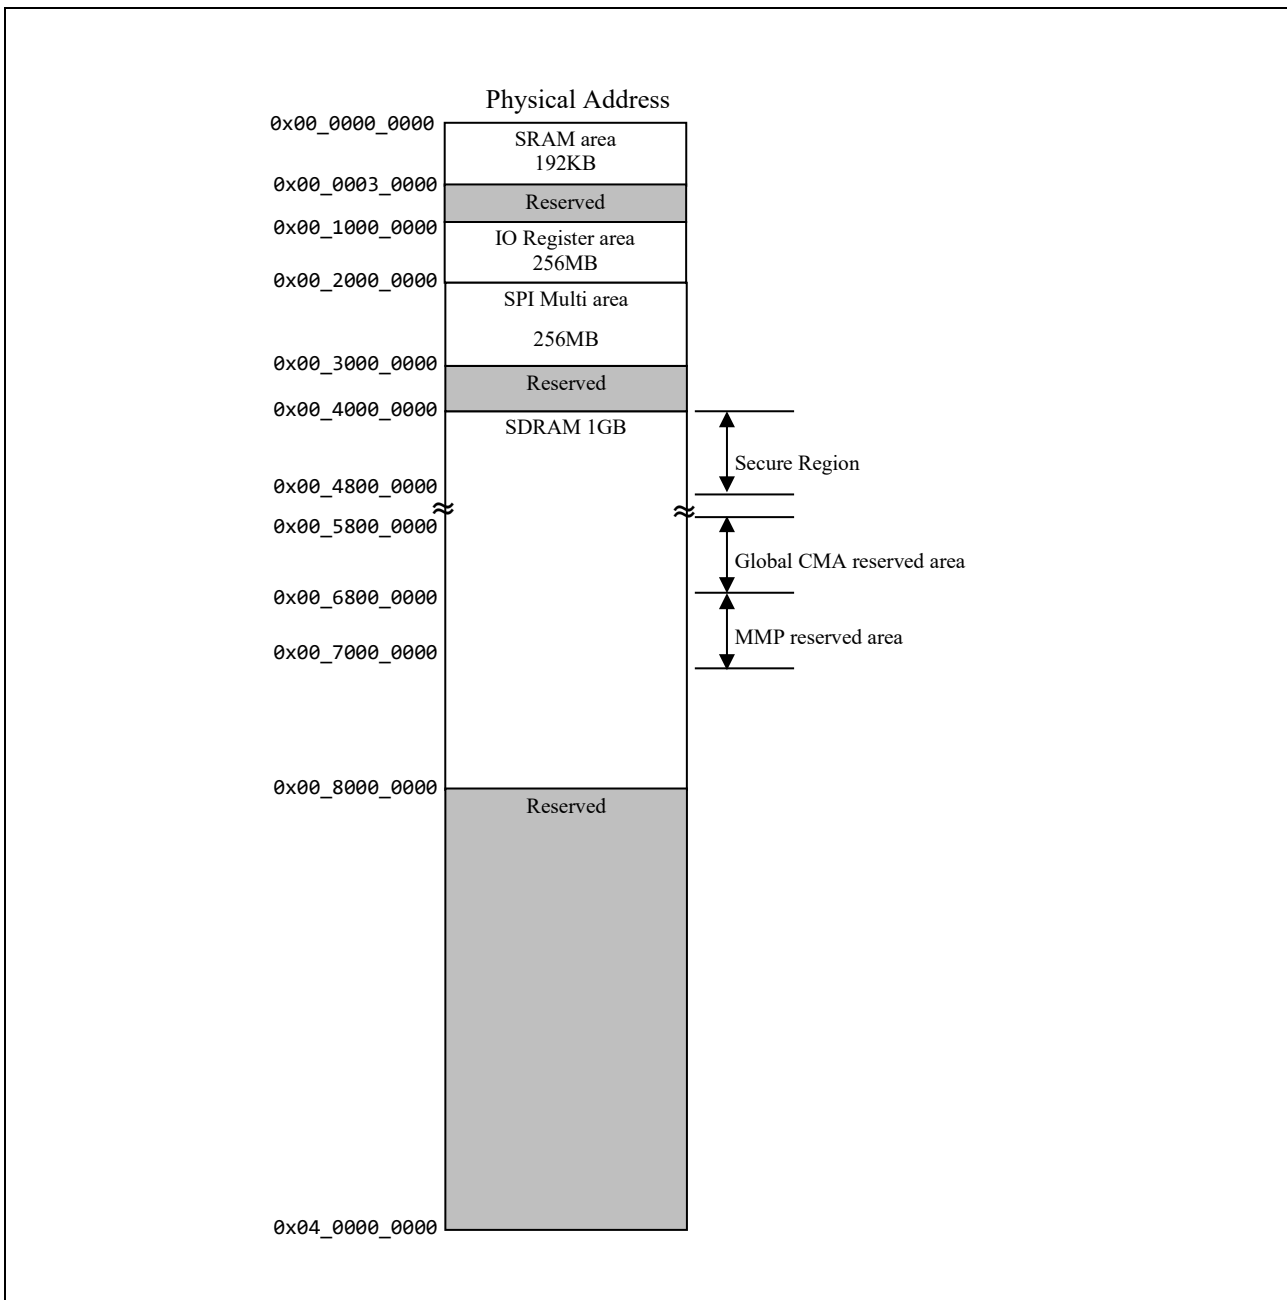 Physical Address
0x00_0000_0000
SRAM area
192KB
0x00_0003_0000
Reserved
0x00_1000_0000
IO Register area
256MB
0x00_2000_0000
SPI Multi area
256MB
0x00_3000_0000
Reserved
0x00_4000_0000
SDRAM 1GB
Secure Region
0x00_4800_0000
0x00_5800_0000
Global CMA reserved area
0x00_6800_0000
MMP reserved area
0x00_7000_0000
0x00_8000_0000
Reserved
0x04_0000_0000